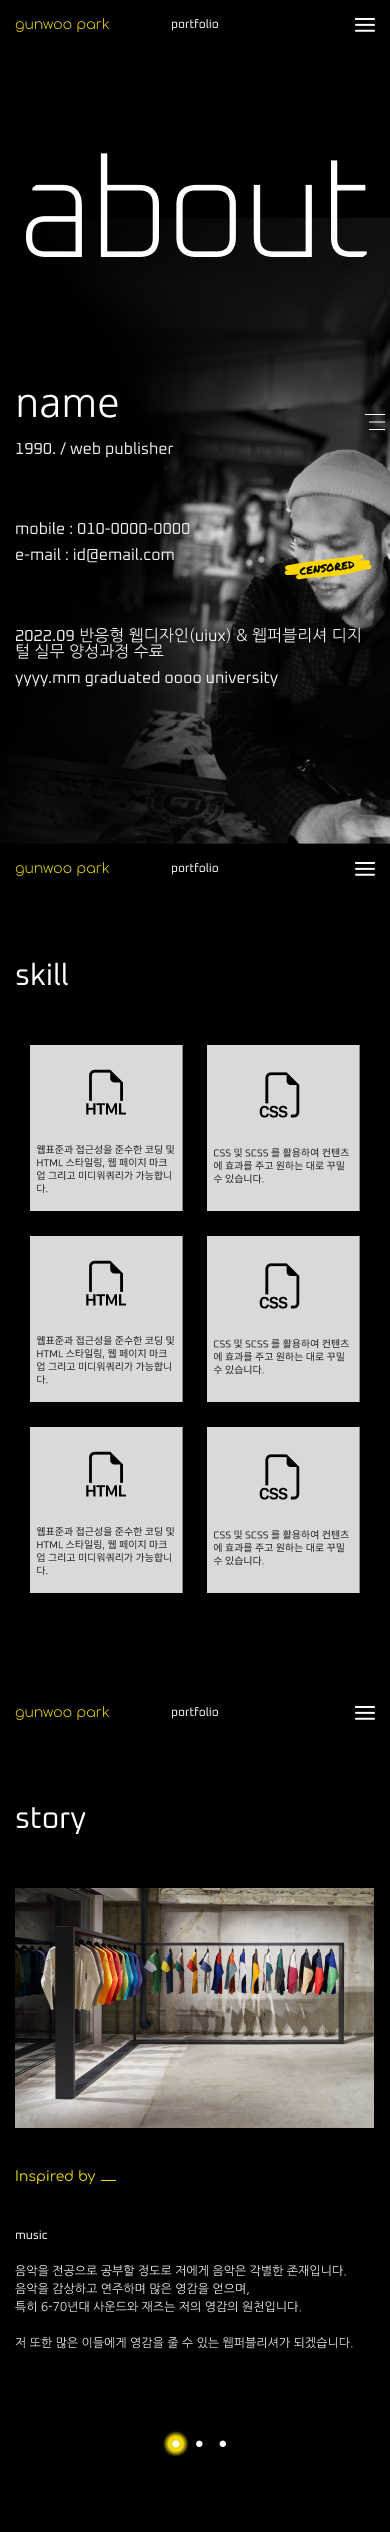 gunwoo park
portfolio
about
name
1990. / web publisher
mobile : 010-0000-0000
e-mail : id@email.com
CENSORED
2022.09 반응형 웹디자인(uiux) & 웹퍼블리셔 디지
털 실무 양성과정 수료
yyyy.mm graduated oooo university
gunwoo park
portfolio
skill
HTML
웹표준과 접근성을 준수한 코딩 및
HTML 스타일링, 웹 페이지 마크
업 그리고 미디워쿼리가 가능합니
다.
CSS
CSS 및 SCSS 를 활용하여 컨텐츠
에 효과를 주고 원하는 대로 꾸밀
수 있습니다.
HTML
웹표준과 접근성을 준수한 코딩 및
HTML 스타일링, 웹 페이지 마크
업 그리고 미디워쿼리가 가능합니
다.
CSS
CSS 및 SCSS 를 활용하여 컨텐츠
에 효과를 주고 원하는 대로 꾸밀
수 있습니다.
HTML
웹표준과 접근성을 준수한 코딩 및
HTML 스타일링, 웹 페이지 마크
업 그리고 미디워쿼리가 가능합니
다.
CSS
CSS 및 SCSS 를 활용하여 컨텐츠
에 효과를 주고 원하는 대로 꾸밀
수 있습니다.
gunwoo park
portfolio
story
Inspired by __
music
음악을 전공으로 공부할 정도로 저에게 음악은 각별한 존재입니다.
음악을 감상하고 연주하며 많은 영감을 얻으며,
특히 6-70년대 사운드와 재즈는 저의 영감의 원천입니다.
저 또한 많은 이들에게 영감을 줄 수 있는 웹퍼블리셔가 되겠습니다.